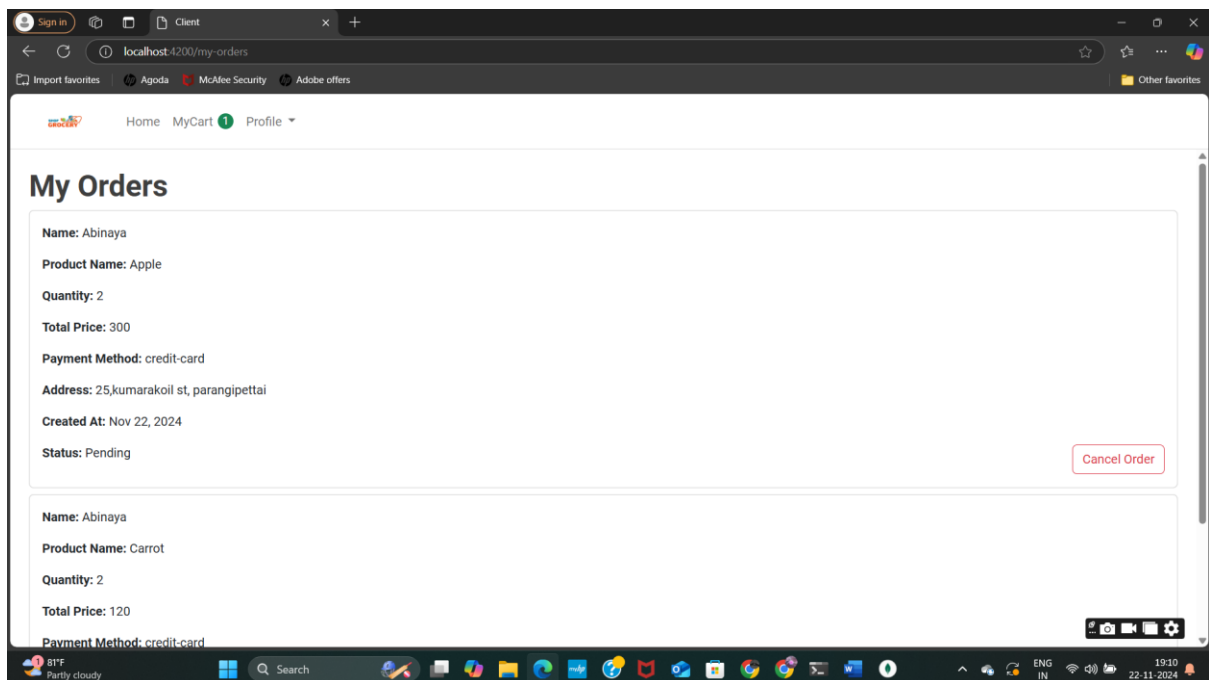 Sign in
Client
localhost:4200/my-orders
Import favorites
Agoda
McAfee Security
Adobe offers
Other favorites
GROCERY
Home
MyCart 1
Profile
My Orders
Name: Abinaya
Product Name: Apple
Quantity: 2
Total Price: 300
Payment Method: credit-card
Address: 25,kumarakoil st, parangipettai
Created At: Nov 22, 2024
Status: Pending
Cancel Order
Name: Abinaya
Product Name: Carrot
Quantity: 2
Total Price: 120
Payment Method: credit-card
1
81°F
Partly cloudy
Search
ENG
IN
19:10
22-11-2024